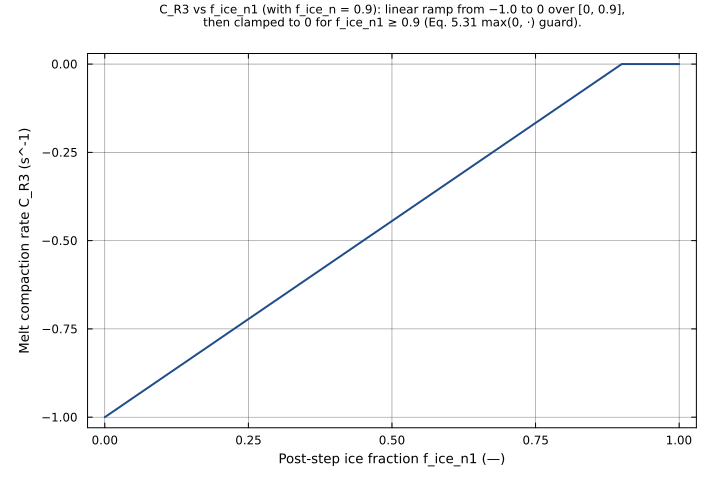 C_R3 vs f_ice_n1 (with f_ice_n = 0.9): linear ramp from −1.0 to 0 over [0, 0.9],
then clamped to 0 for f_ice_n1 ≥ 0.9 (Eq. 5.31 max(0, ·) guard).
0.00
−0.25
−0.50
−0.75
−1.00
Melt compaction rate C_R3 (s^-1)
0.00
0.25
0.50
0.75
1.00
Post-step ice fraction f_ice_n1 (—)